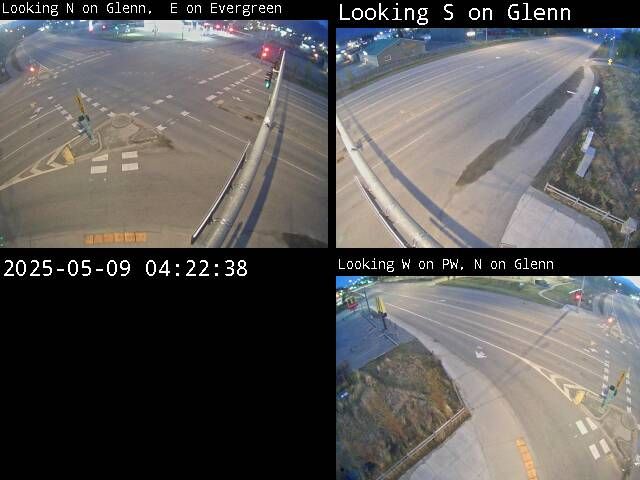 Looking N on Glenn, E on Evergreen
Looking S on Glenn
2025-05-09 04:22:38
Looking W on PW, N on Glenn